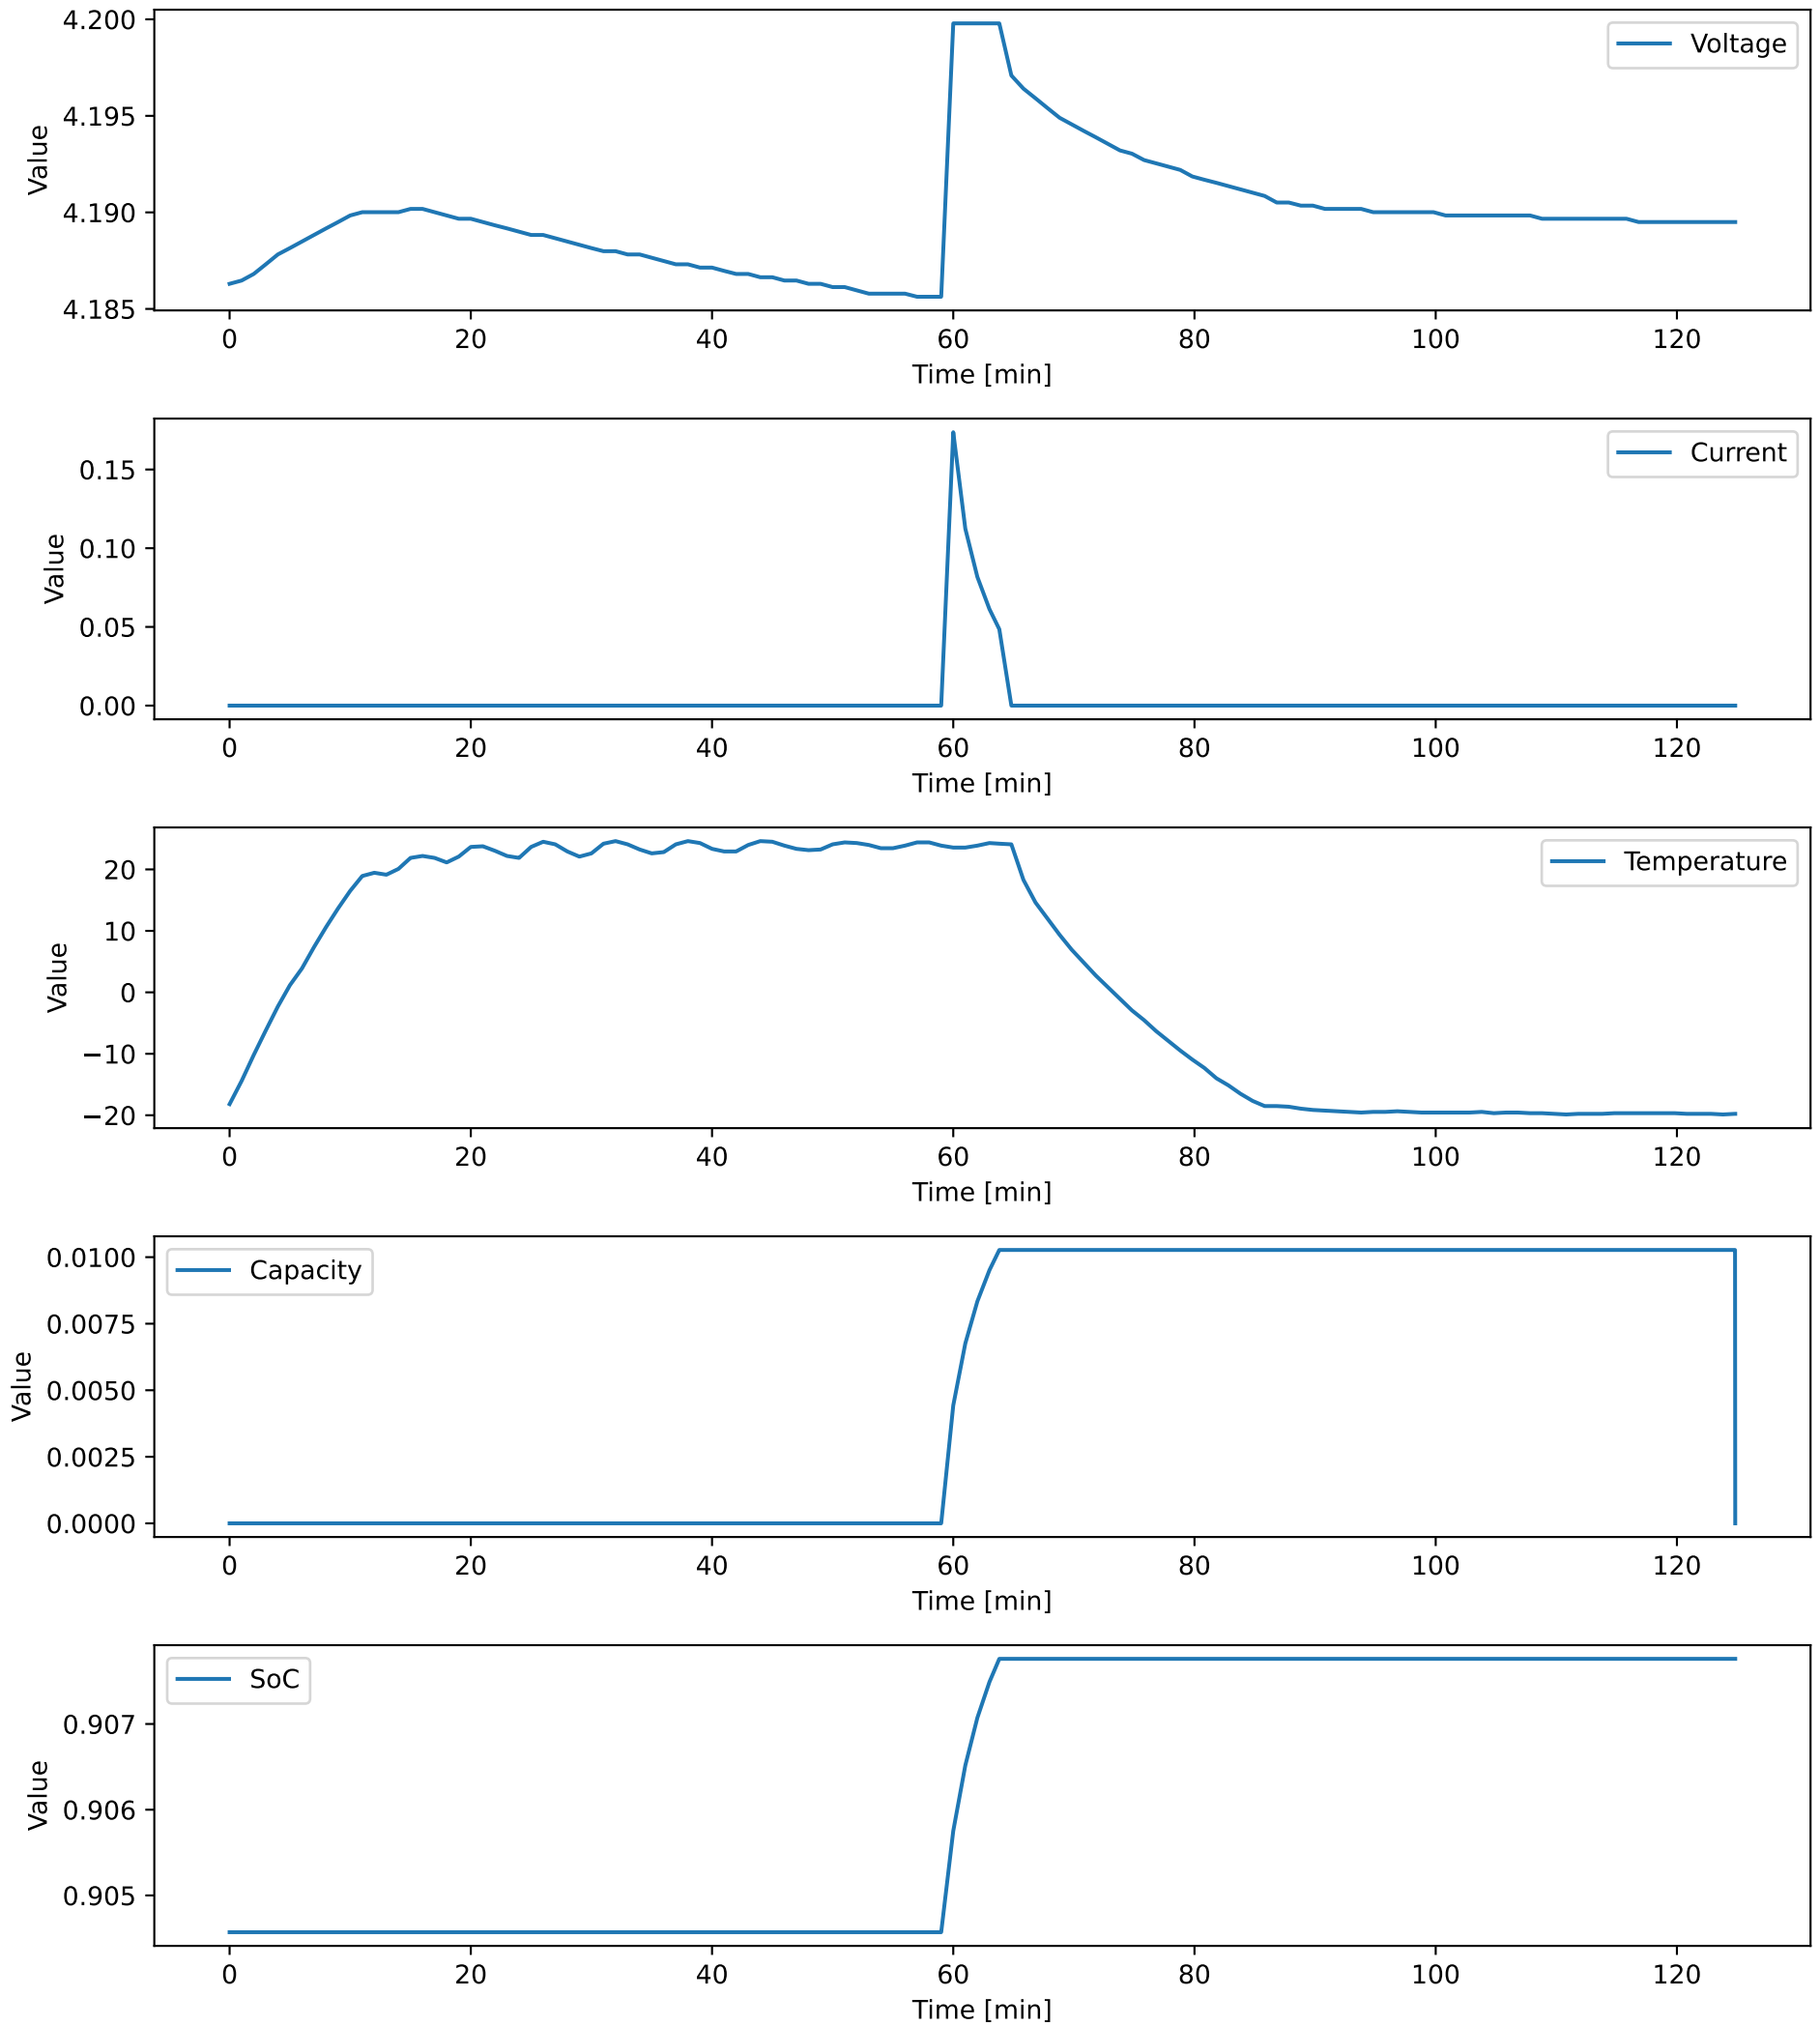 4.200
4.195
4.190
4.185
Value
Voltage
0 20 40 60 80 100 120
Time [min]
0.15
0.10
0.05
0.00
Value
Current
0 20 40 60 80 100 120
Time [min]
20
10
0
−10
−20
Value
Temperature
0 20 40 60 80 100 120
Time [min]
0.0100
0.0075
0.0050
0.0025
0.0000
Value
Capacity
0 20 40 60 80 100 120
Time [min]
0.907
0.906
0.905
Value
SoC
0 20 40 60 80 100 120
Time [min]